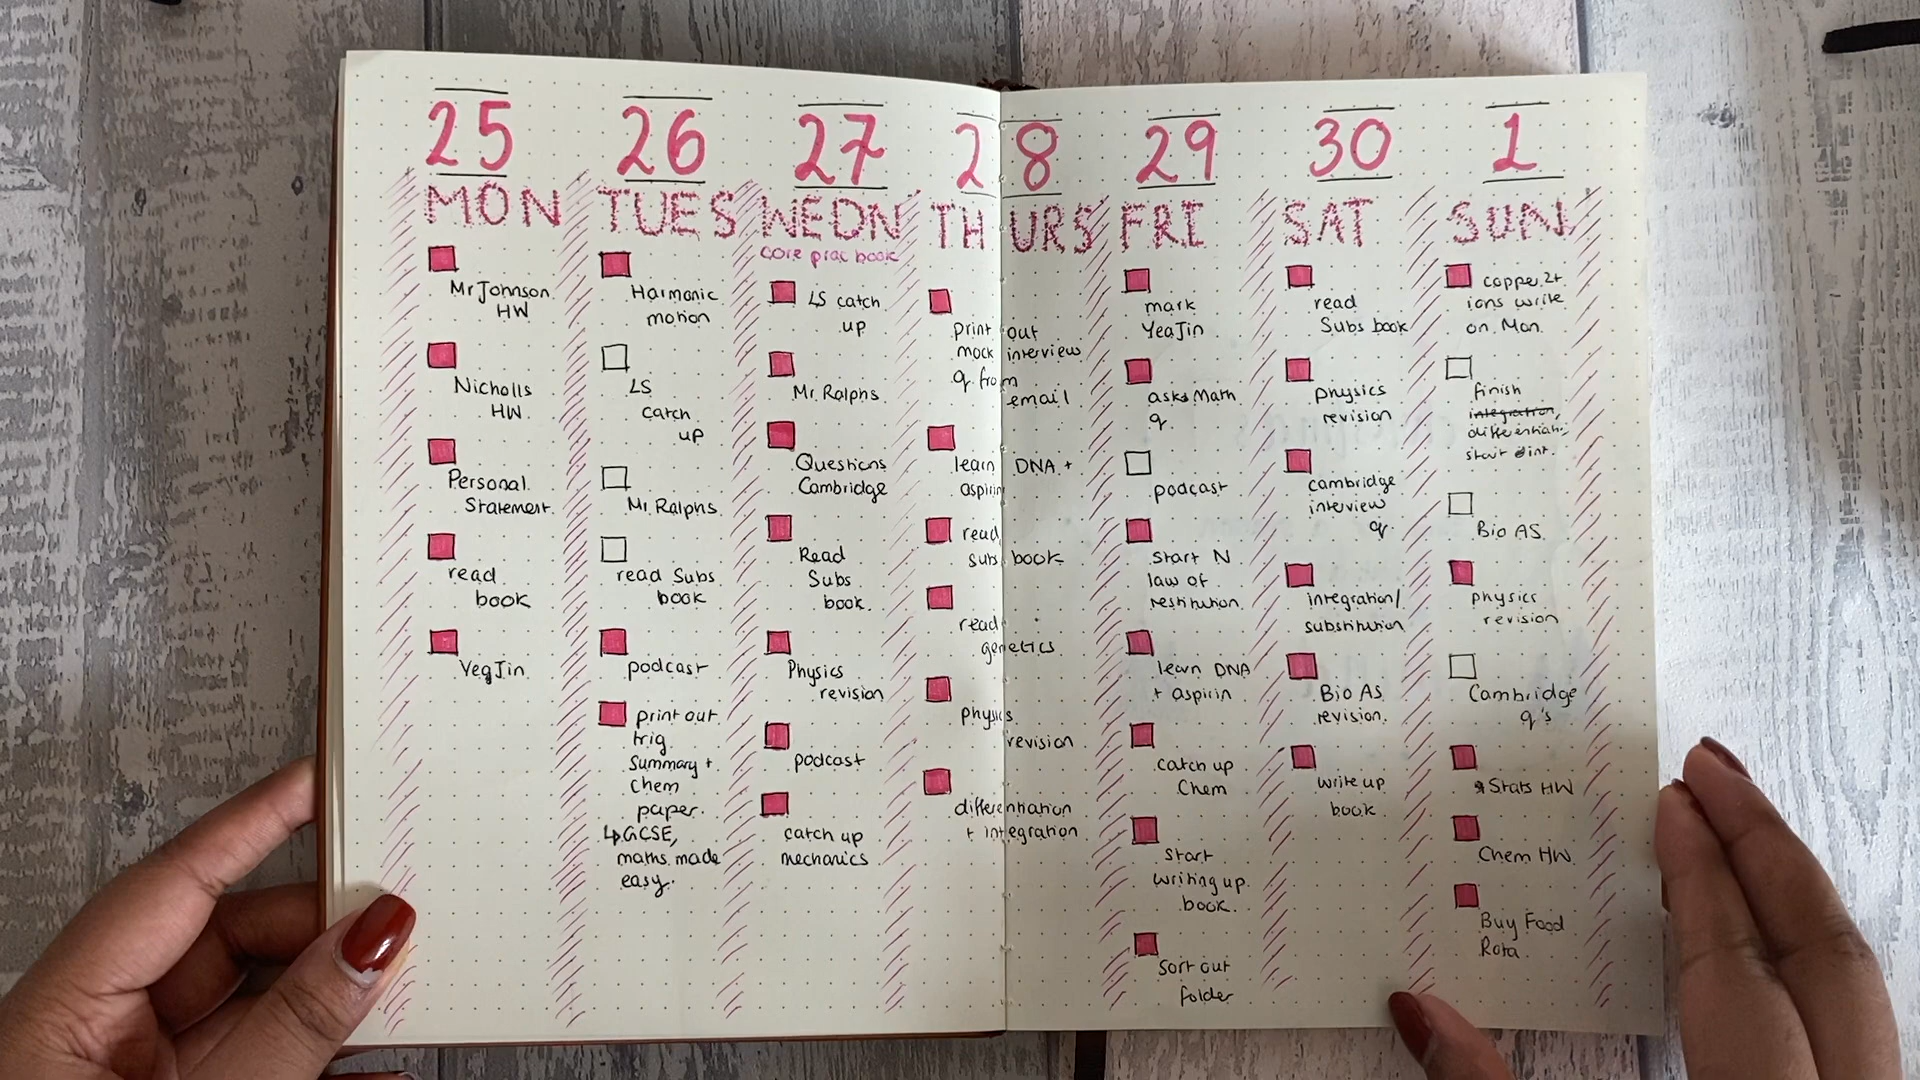 25
MON
Mr Johnson
HW
Nicholls
HW
Personal
Statement
read
book
YegJin
26
TUES
Harmonic
motion
LS
catch
up
Mr Ralphs
read Subs
book
podcast
print out
trig
Summary +
chem
paper
↳GCSE,
maths made
easy.
27
WEDN
core prac book
LS catch
up
Mr Ralphs
Questions
Cambridge
Read
Subs
book.
Physics
revision
podcast
catch up
mechanics
28
THURS
print out
mock interview
q. from
email
learn DNA +
aspirin
read
subs book
read
genetics
physics
revision
differentiation
+ integration
29
FRI
mark
YeaJin
asks Math
q.
podcast
start N
law of
restitution
learn DNA
+ aspirin
catch up
Chem
start
writing up
book.
Sort out
folder
30
SAT
read
Subs book
physics
revision
cambridge
interview
q.
integration/
substitution
Bio AS
revision.
write up
book
1
SUN
copper 2+
ions write
on Mon.
finish
integration,
differentiati
start int.
Bio AS
physics
revision
Cambridge
q's
Stats HW
Chem HW
Buy Food
Rota